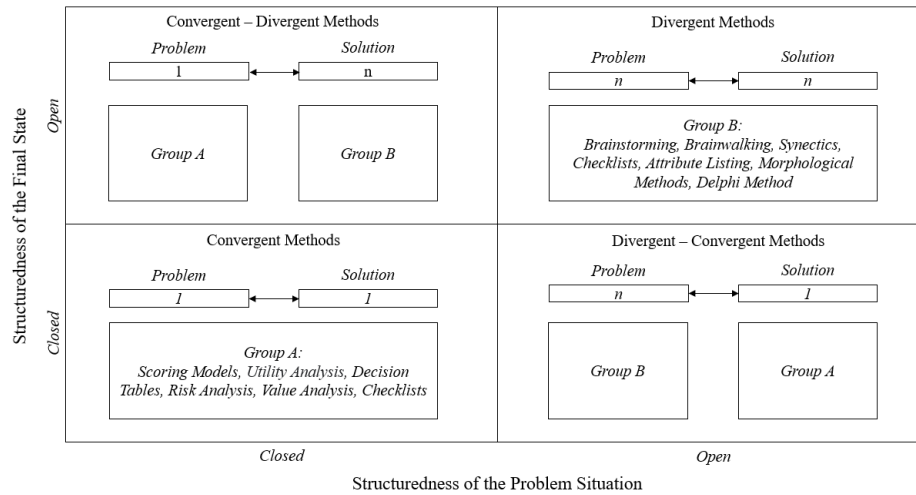 Convergent – Divergent Methods
Problem
Solution
1
n
Group A
Group B
Divergent Methods
Problem
Solution
n
n
Group B:
Brainstorming, Brainwalking, Synectics,
Checklists, Attribute Listing, Morphological
Methods, Delphi Method
Convergent Methods
Problem
Solution
1
1
Group A:
Scoring Models, Utility Analysis, Decision
Tables, Risk Analysis, Value Analysis, Checklists
Divergent – Convergent Methods
Problem
Solution
n
1
Group B
Group A
Structuredness of the Final State
Open
Closed
Closed
Open
Structuredness of the Problem Situation